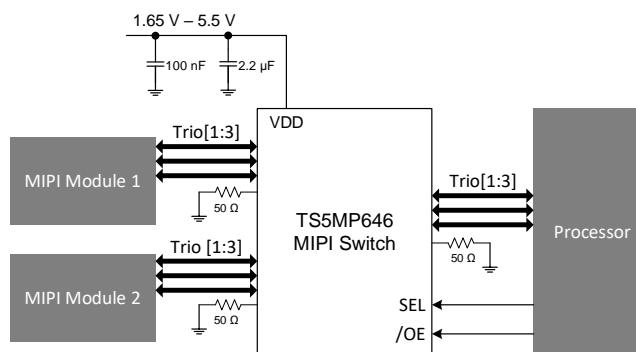 1.65 V – 5.5 V
100 nF
2.2 µF
VDD
Trio[1:3]
MIPI Module 1
50 Ω
Trio[1:3]
TS5MP646
MIPI Switch
Processor
50 Ω
Trio [1:3]
MIPI Module 2
50 Ω
SEL
/OE